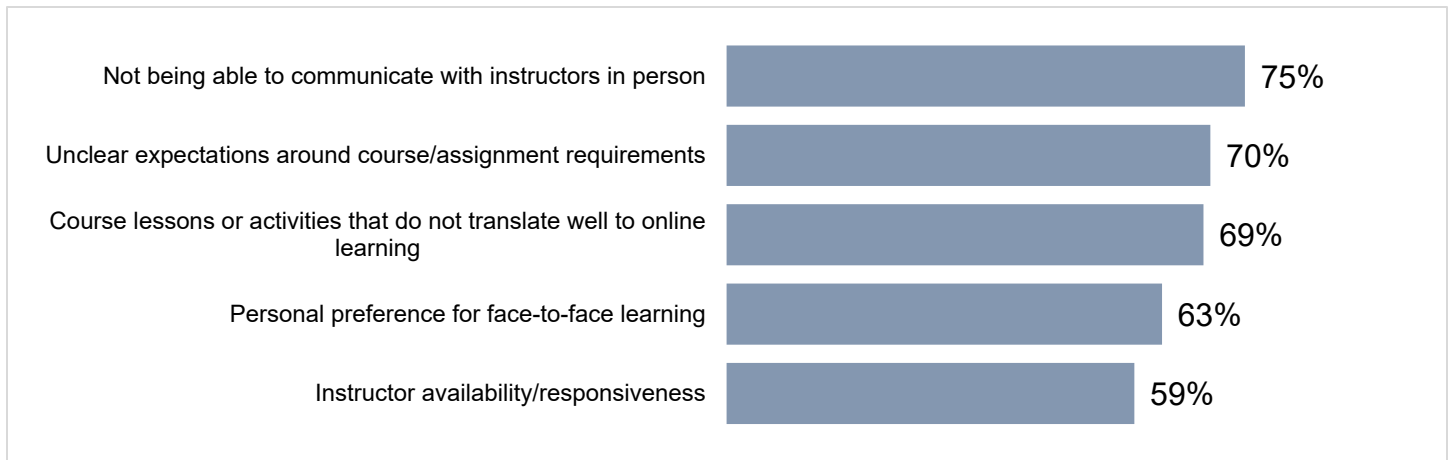 Not being able to communicate with instructors in person
75%
Unclear expectations around course/assignment requirements
70%
Course lessons or activities that do not translate well to online
learning
69%
Personal preference for face-to-face learning
63%
Instructor availability/responsiveness
59%